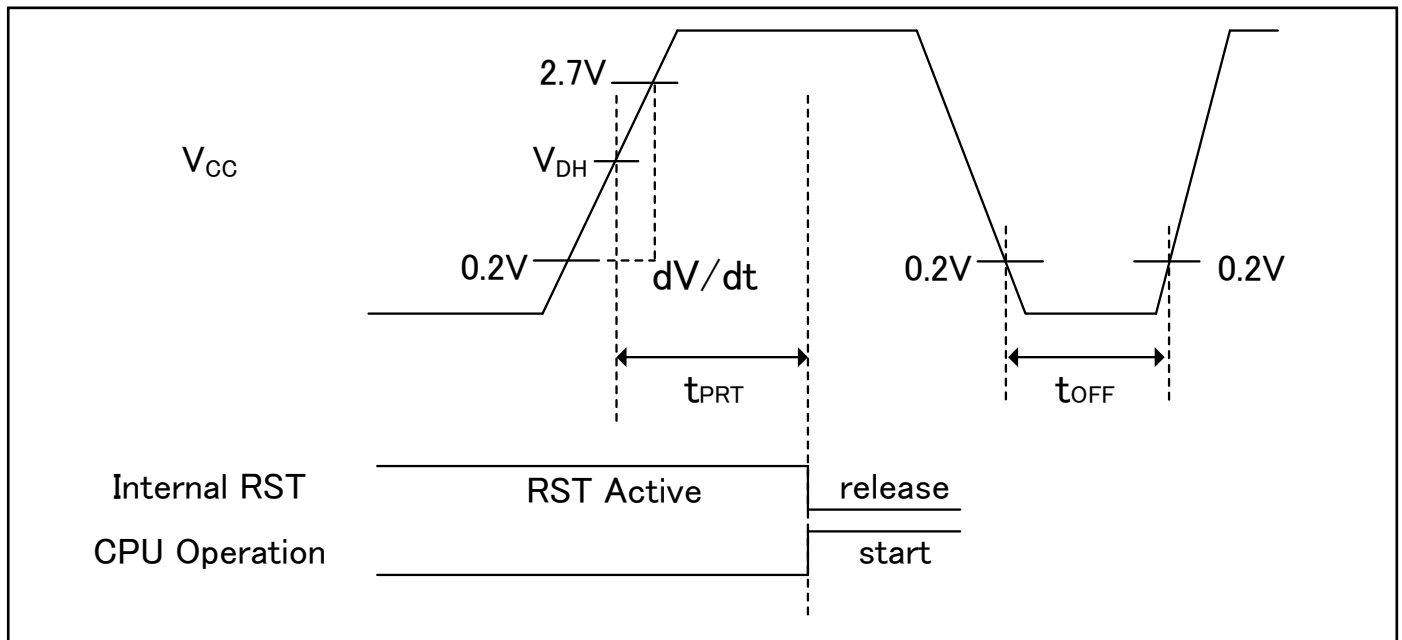 2.7V
VCC
VDH
0.2V
dV/dt
0.2V
0.2V
tPRT
tOFF
Internal RST
RST Active
release
CPU Operation
start